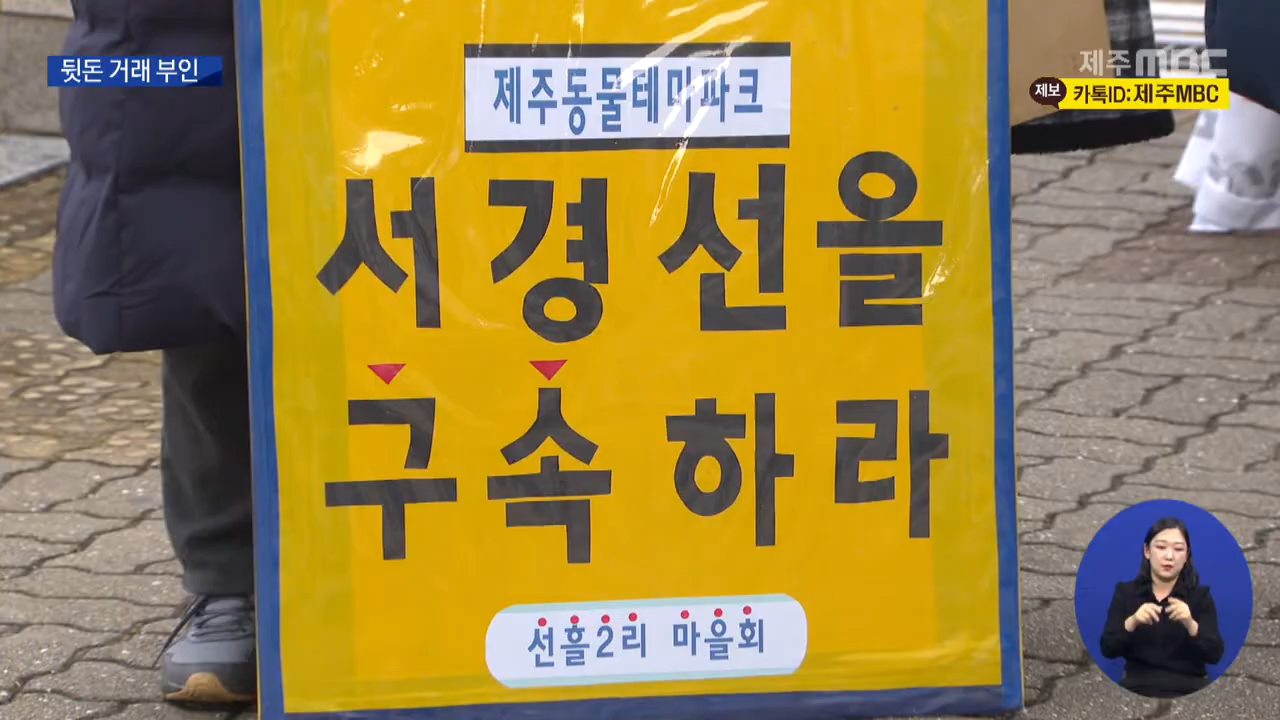 뒷돈 거래 부인
제주MBC
제보 카톡ID:제주MBC
제주동물테마파크
서경선을
구속하라
선흘2리 마을회